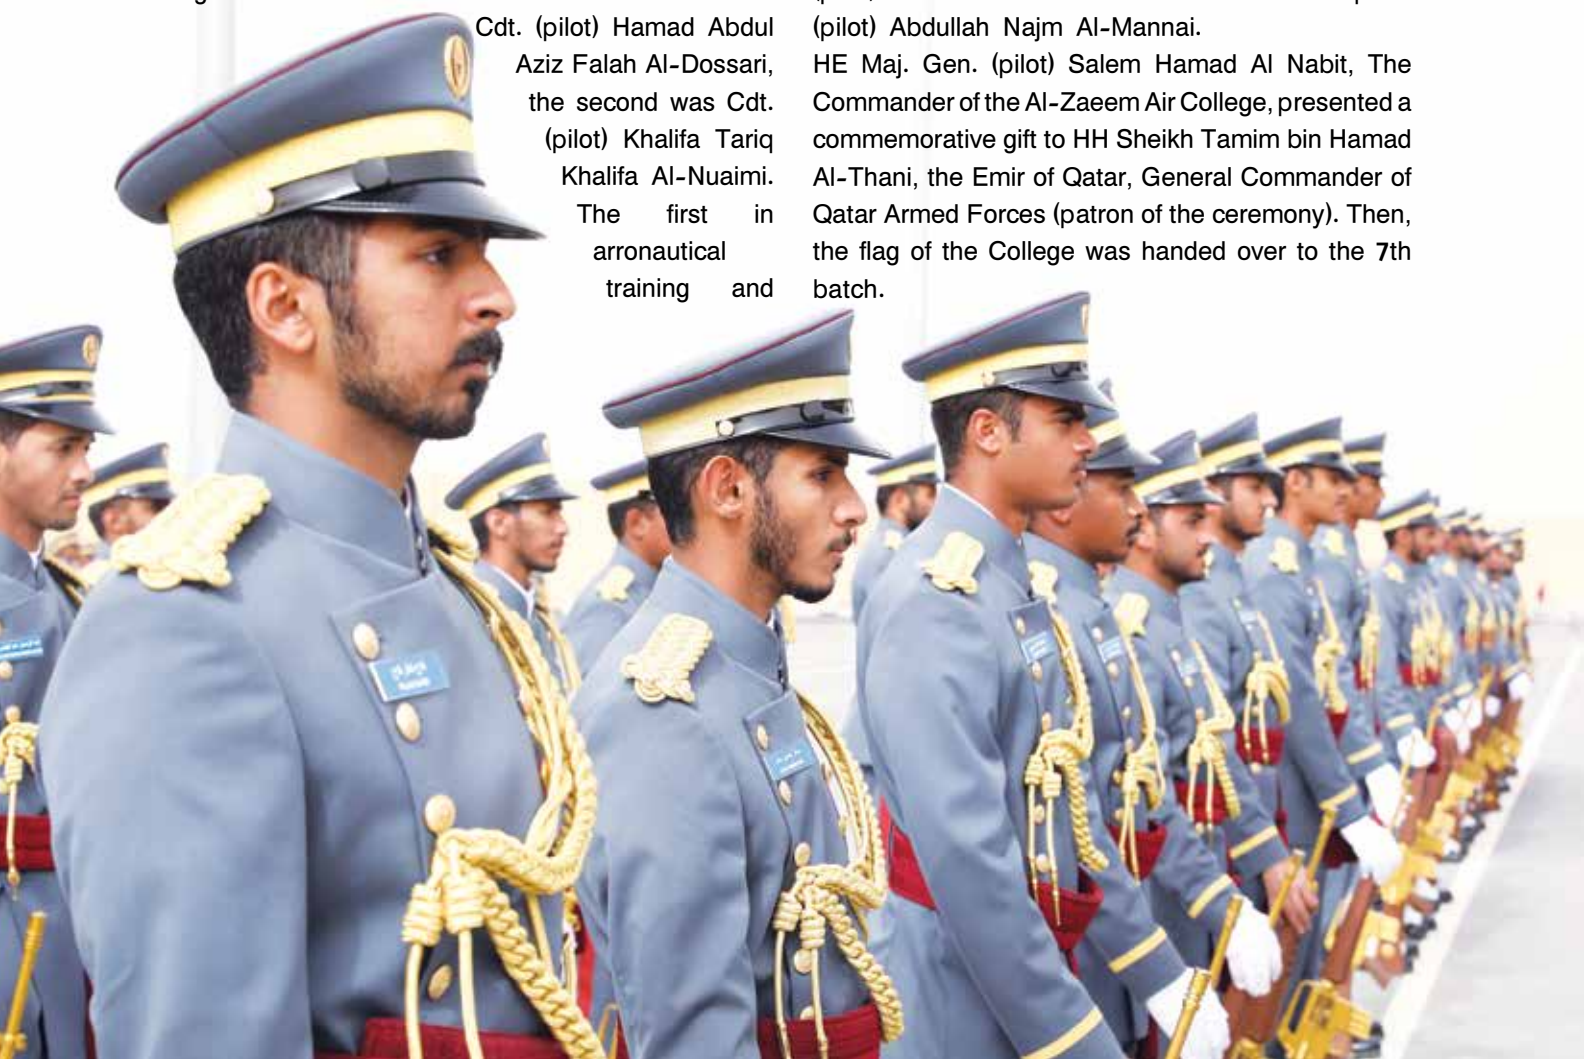 Cdt. (pilot) Hamad Abdul
Aziz Falah Al-Dossari,
the second was Cdt.
(pilot) Khalifa Tariq
Khalifa Al-Nuaimi.
The first in
arronautical
training and
(pilot) Abdullah Najm Al-Mannai.
HE Maj. Gen. (pilot) Salem Hamad Al Nabit, The
Commander of the Al-Zaeem Air College, presented a
commemorative gift to HH Sheikh Tamim bin Hamad
Al-Thani, the Emir of Qatar, General Commander of
Qatar Armed Forces (patron of the ceremony). Then,
the flag of the College was handed over to the 7th
batch.